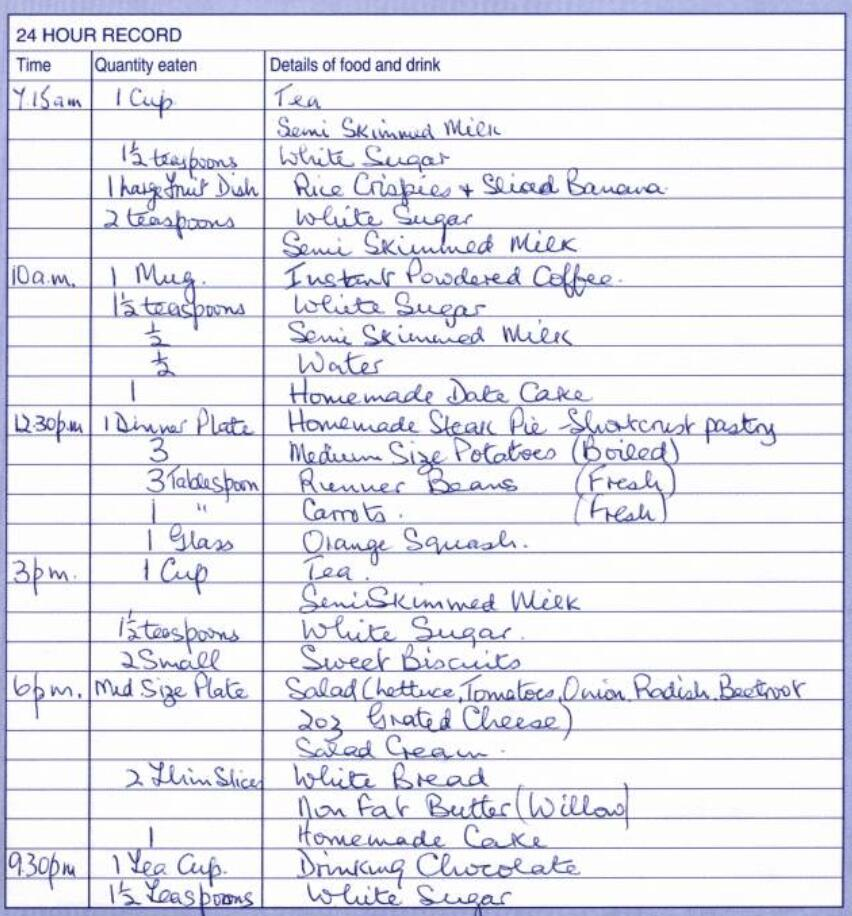 24 HOUR RECORD
Time Quantity eaten Details of food and drink
7.15am 1 Cup Tea
Semi Skimmed Milk
1½ teaspoons White Sugar
1 Large fruit Dish Rice Crispies + Sliced Banana.
2 teaspoons White Sugar
Semi Skimmed Milk
10a.m. 1 Mug. Instant Powdered Coffee.
1½ teaspoons White Sugar
½ Semi Skimmed Milk
½ Water
1 Homemade Date Cake
12.30p.m 1 Dinner Plate Homemade Steak Pie - Shortcrust pastry
3 Medium Size Potatoes (Boiled)
3 Tablespoon Runner Beans (Fresh)
1 " Carrots. (Fresh)
1 Glass Orange Squash.
3pm. 1 Cup Tea.
Semi Skimmed Milk
1½ teaspoons White Sugar.
2 Small Sweet Biscuits
6pm. Med Size Plate Salad (Lettuce, Tomatoes, Onion, Radish, Beetroot
2oz Grated Cheese)
Salad Cream.
2 Thin Slices White Bread
Non Fat Butter (Willow)
1 Homemade Cake
9.30pm 1 Tea Cup. Drinking Chocolate
1½ Teaspoons White Sugar